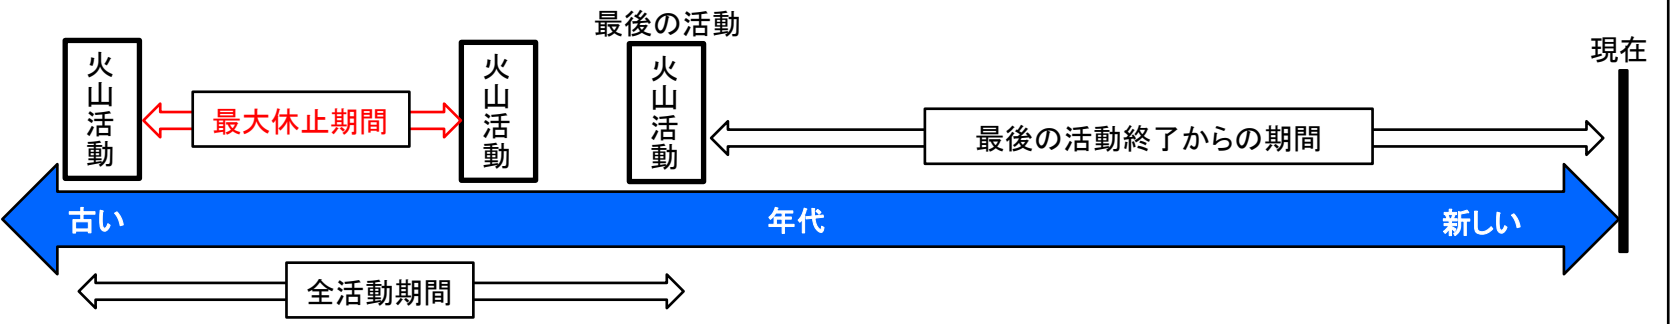 最後の活動
現在
火山活動
最大休止期間
火山活動
火山活動
最後の活動終了からの期間
古い
年代
新しい
全活動期間